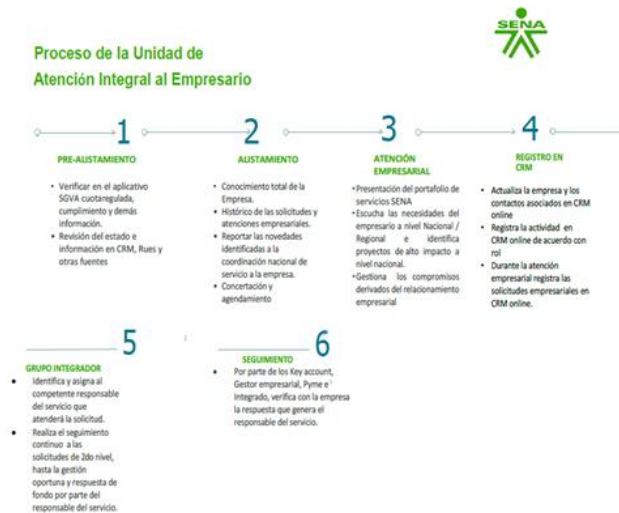 SENA
Proceso de la Unidad de
Atención Integral al Empresario
1
PRE-ALISTAMIENTO
• Verificar en el aplicativo
SGVA cuotaregulada,
cumplimiento y demás
información.
• Revisión del estado e
información en CRM, Rues y
otras fuentes
2
ALISTAMIENTO
• Conocimiento total de la
Empresa.
• Histórico de las solicitudes y
atenciones empresariales.
• Reportar las novedades
identificadas a la
coordinación nacional de
servicio a la empresa.
• Concertación y
agendamiento
3
ATENCIÓN
EMPRESARIAL
•Presentación del portafolio de
servicios SENA
•Escucha las necesidades del
empresario a nivel Nacional /
Regional e identifica
proyectos de alto impacto a
nivel nacional.
•Gestiona los compromisos
derivados del relacionamiento
empresarial
4
REGISTRO EN
CRM
• Actualiza la empresa y los
contactos asociados en CRM
online
• Registra la actividad en
CRM online de acuerdo con
rol
• Durante la atención
empresarial registra las
solicitudes empresariales en
CRM online.
5
GRUPO INTEGRADOR
• Identifica y asigna al
competente responsable
del servicio que
atenderá la solicitud.
• Realiza el seguimiento
continuo a las
solicitudes de 2do nivel,
hasta la gestión
oportuna y respuesta de
fondo por parte del
responsable del servicio.
6
SEGUIMIENTO
• Por parte de los Key account,
Gestor empresarial, Pyme e
Integrado, verifica con la empresa
la respuesta que genera el
responsable del servicio.